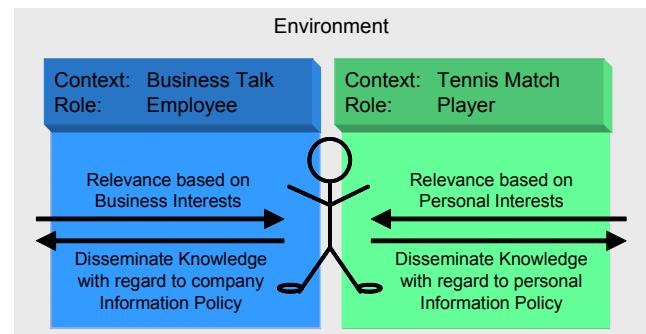 Environment
Context: Business Talk
Role: Employee
Context: Tennis Match
Role: Player
Relevance based on
Business Interests
Disseminate Knowledge
with regard to company
Information Policy
Relevance based on
Personal Interests
Disseminate Knowledge
with regard to personal
Information Policy